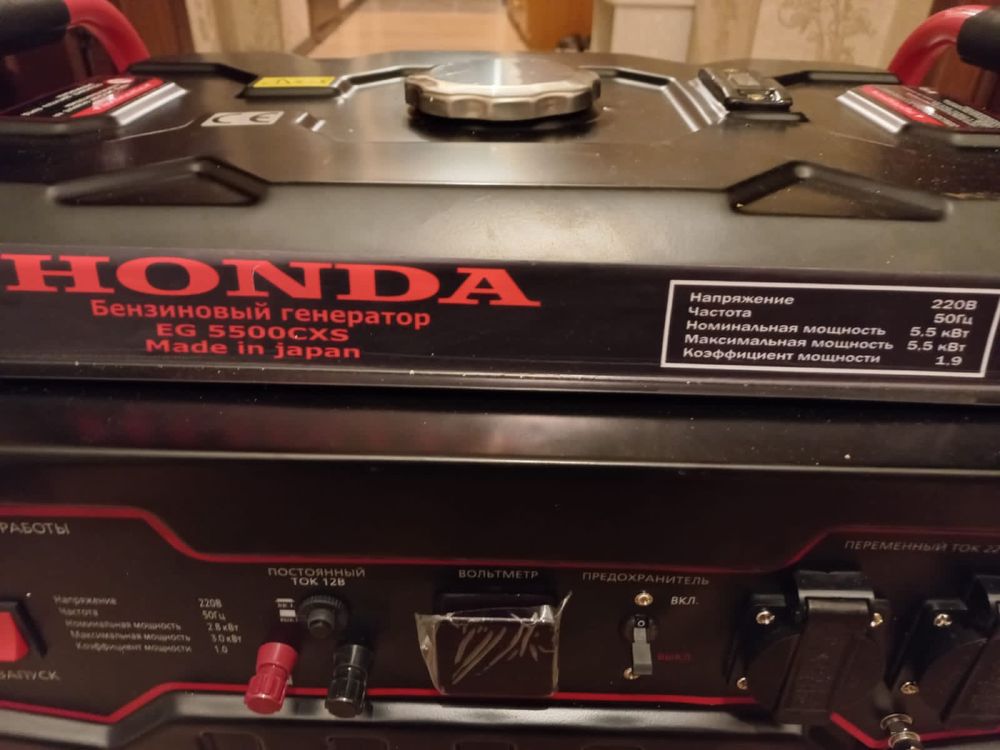 CE
HONDA
Бензиновый генератор
EG 5500CXS
Made in japan
Напряжение 220В
Частота 50Гц
Номинальная мощность 5,5 кВт
Максимальная мощность 5,5 кВт
Коэффициент мощности 1.9
РАБОТЫ
Напряжение 220В
Частота 50Гц
Номинальная мощность 2.8 кВт
Максимальная мощность 3.0 кВт
Коэффициент мощности 1.0
ЗАПУСК
ПОСТОЯННЫЙ
ТОК 12В
ВОЛЬТМЕТР
ПРЕДОХРАНИТЕЛЬ
ВКЛ.
ВЫКЛ
ПЕРЕМЕННЫЙ ТОК 22